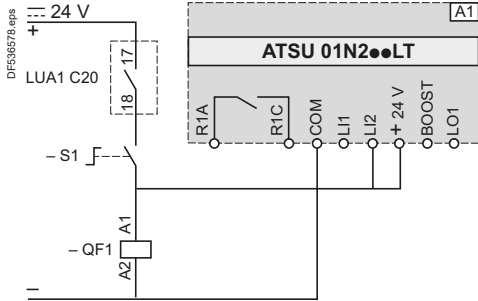 DF536578.eps
24 V
+
17
LUA1 C20
18
– S1
A1
– QF1
A2
–
A1
ATSU 01N2●●LT
R1A
R1C
COM
LI1
LI2
+ 24 V
BOOST
LO1